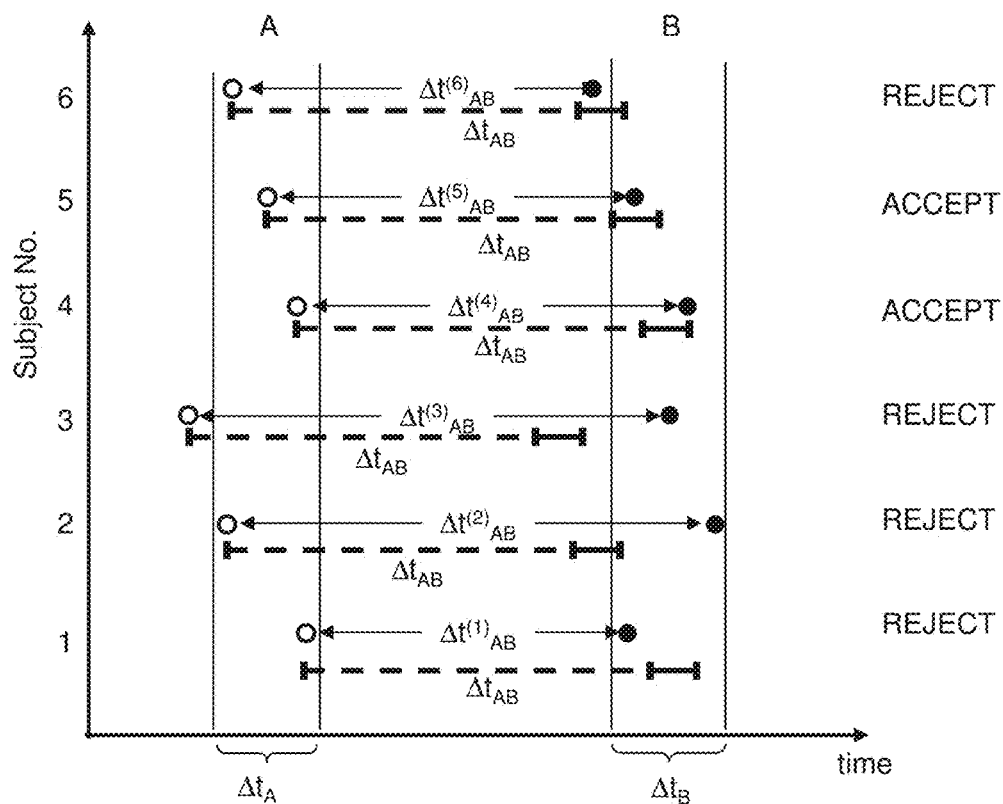 A B
6 Δt(6)AB REJECT
ΔtAB
5 Δt(5)AB ACCEPT
ΔtAB
4 Δt(4)AB ACCEPT
ΔtAB
Subject No.
3 Δt(3)AB REJECT
ΔtAB
2 Δt(2)AB REJECT
ΔtAB
1 Δt(1)AB REJECT
ΔtAB
time
ΔtA ΔtB